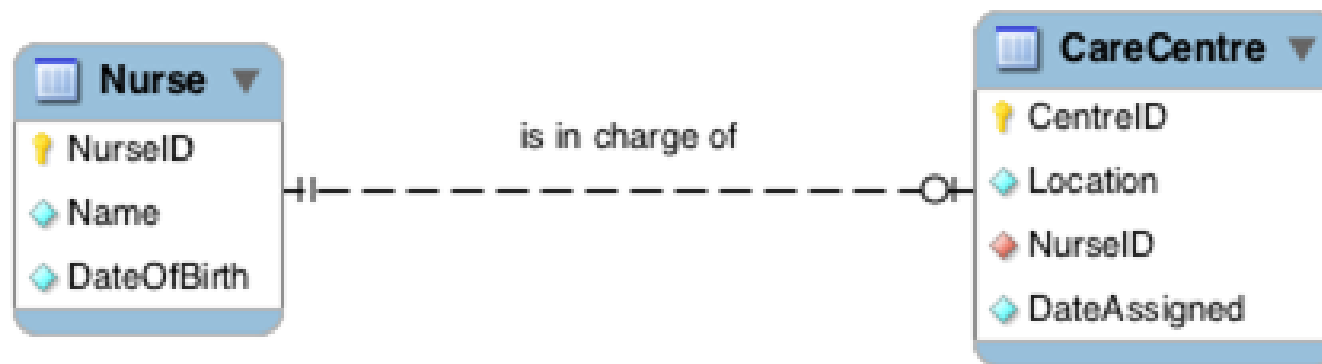 Nurse
NurseID
Name
DateOfBirth
is in charge of
CareCentre
CentreID
Location
NurseID
DateAssigned